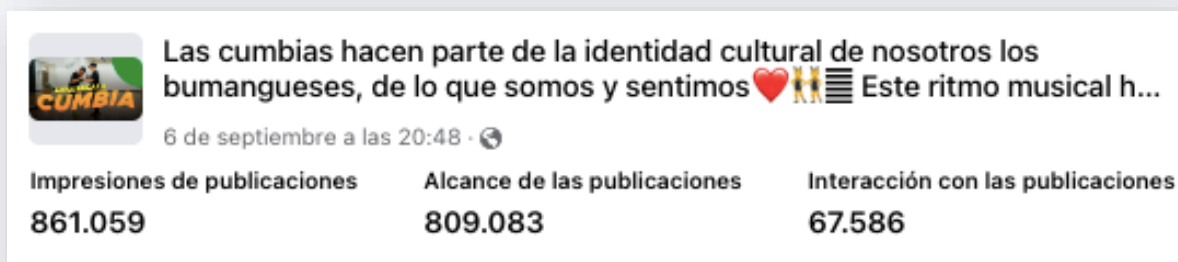 CUMBIA
Las cumbias hacen parte de la identidad cultural de nosotros los
bumangueses, de lo que somos y sentimos❤️👯𝄚 Este ritmo musical h...
6 de septiembre a las 20:48 ·
Impresiones de publicaciones
Alcance de las publicaciones
Interacción con las publicaciones
861.059
809.083
67.586